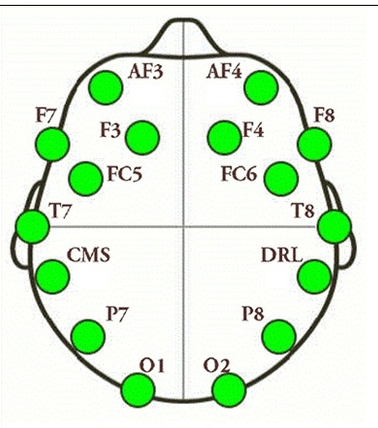 AF3 AF4
F7 F8
F3 F4
FC5 FC6
T7 T8
CMS DRL
P7 P8
O1 O2